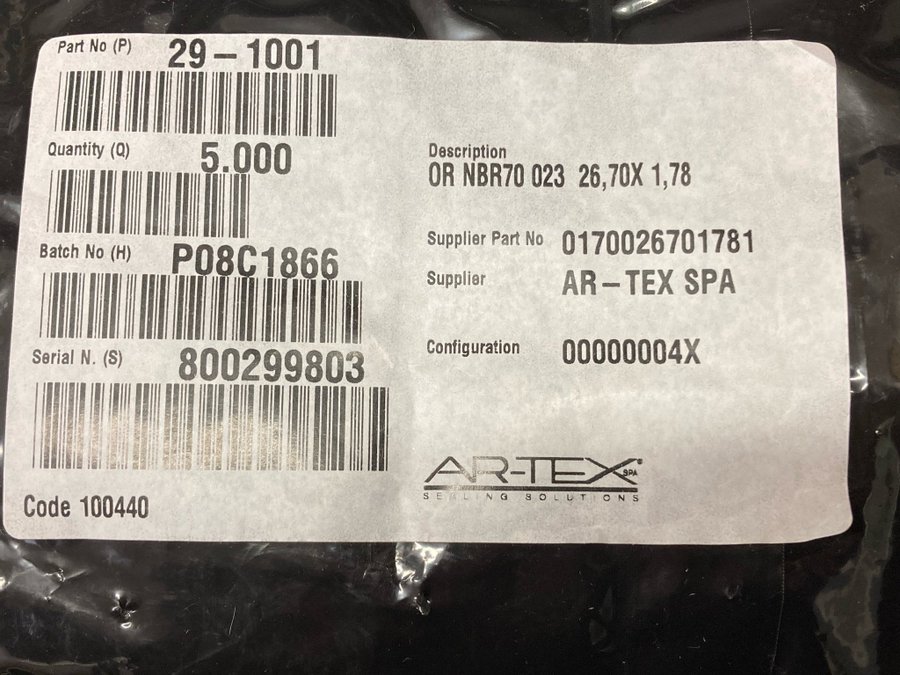 Part No (P) 29-1001
Quantity (Q) 5.000
Batch No (H) P08C1866
Serial N. (S) 800299803
Code 100440
Description
OR NBR70 023 26,70X 1,78
Supplier Part No 0170026701781
Supplier AR-TEX SPA
Configuration 00000004X
AR-TEX SPA®
SEALING SOLUTIONS